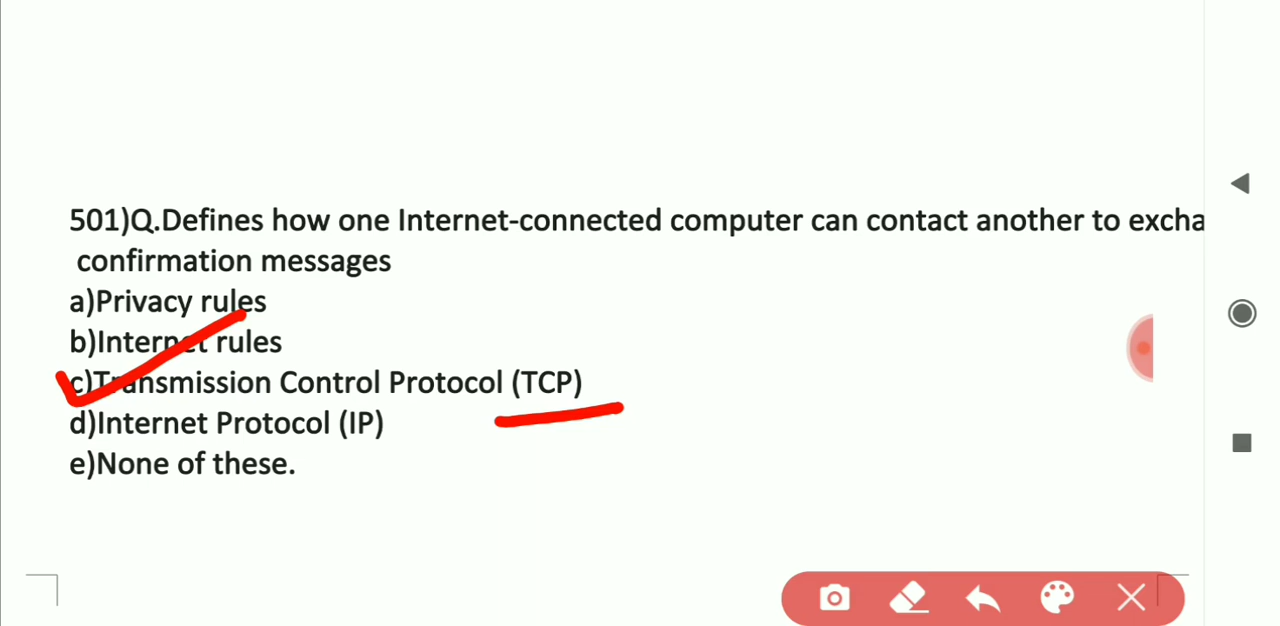 501)Q.Defines how one Internet-connected computer can contact another to excha
confirmation messages
a)Privacy rules
b)Internet rules
c)Transmission Control Protocol (TCP)
d)Internet Protocol (IP)
e)None of these.